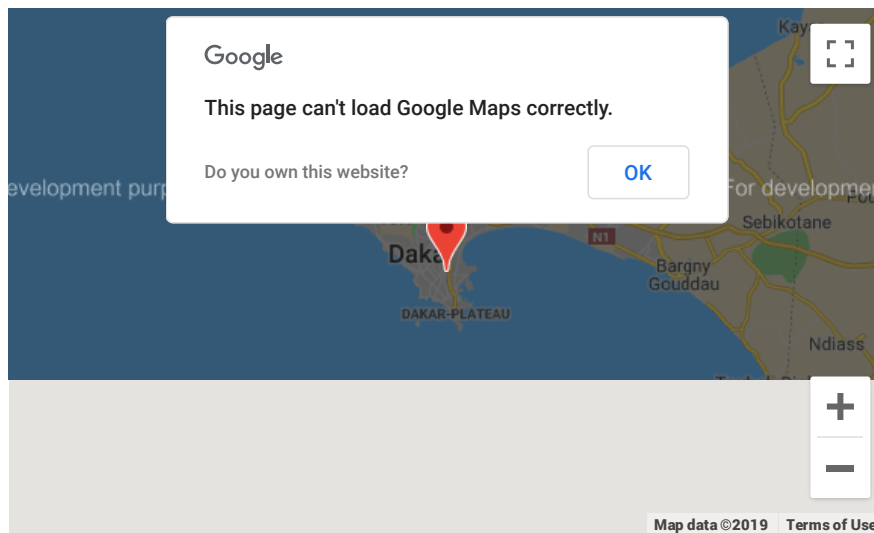 Kay
Google
This page can't load Google Maps correctly.
Do you own this website?
OK
evelopment purp
For developme
Sebikotane
N1
Daka
Bargny
Gouddau
DAKAR-PLATEAU
Ndiass
Map data ©2019
Terms of Use